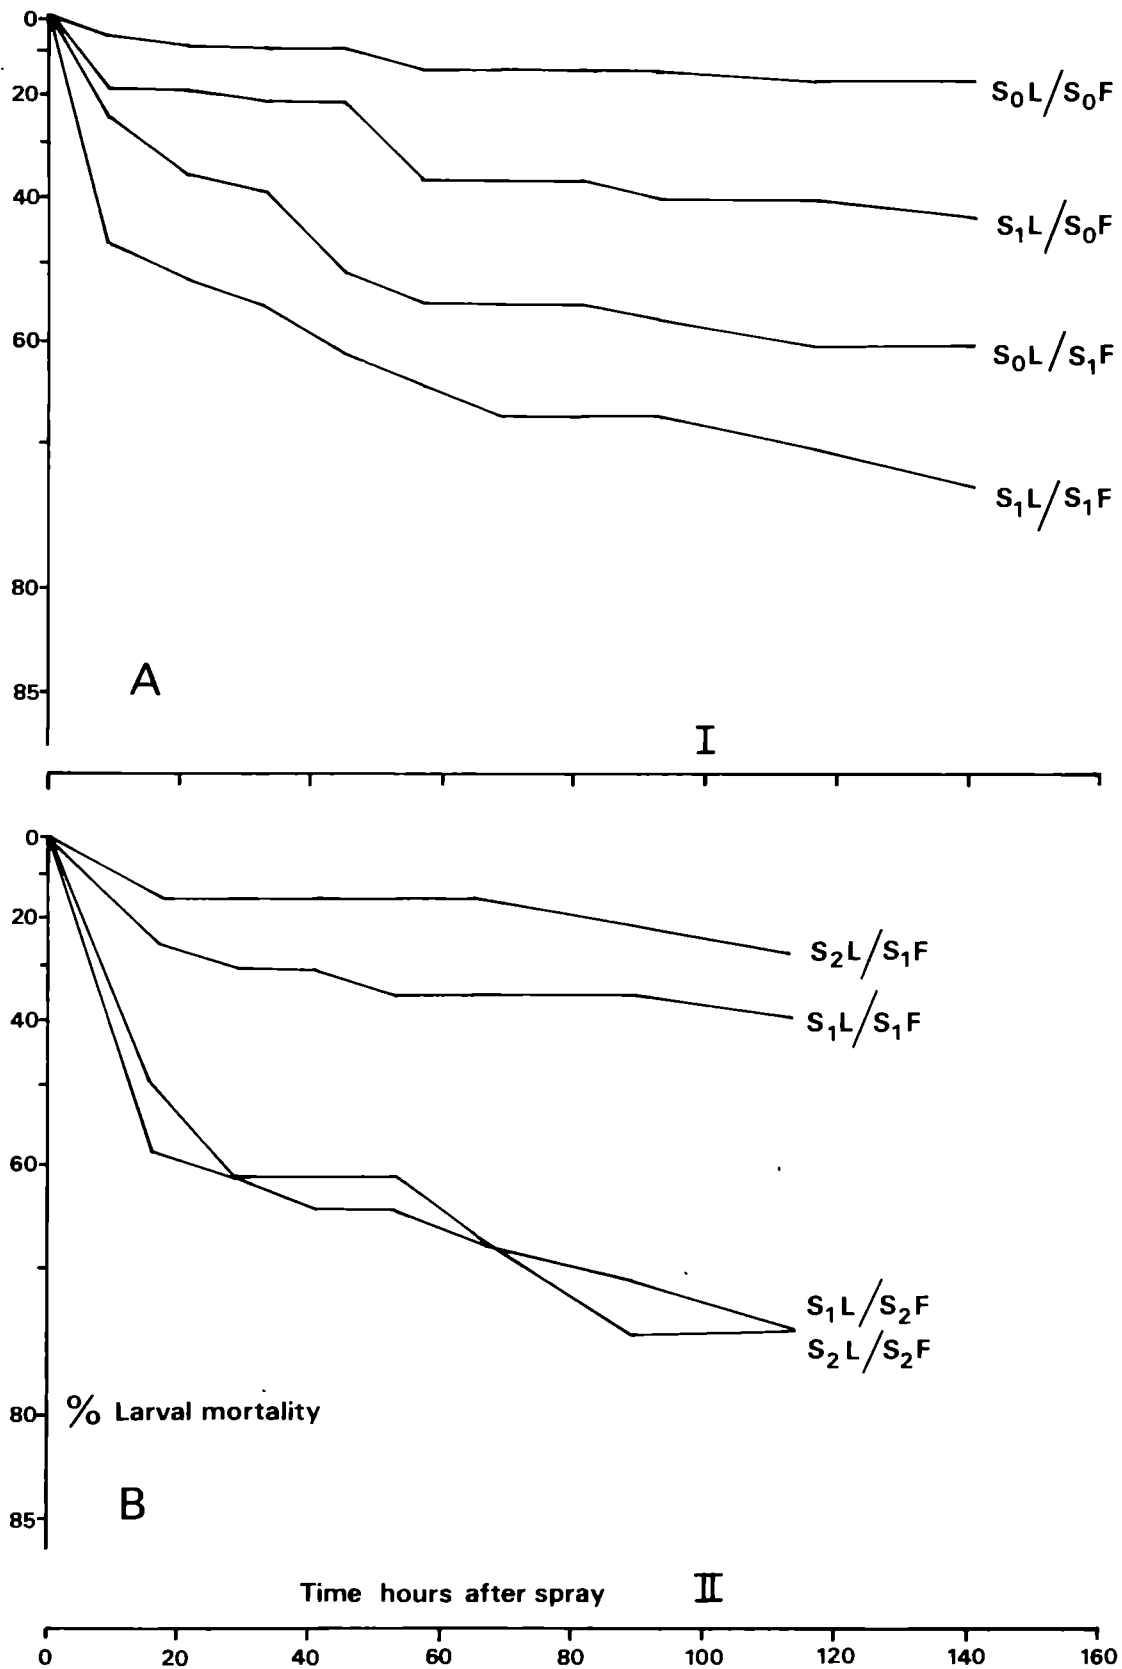 0
20
S₀L/S₀F
40
S₁L/S₀F
60
S₀L/S₁F
S₁L/S₁F
80
A
85
I
0
20
S₂L/S₁F
40
S₁L/S₁F
60
S₁L/S₂F
S₂L/S₂F
80 % Larval mortality
B
85
Time hours after spray II
0 20 40 60 80 100 120 140 160